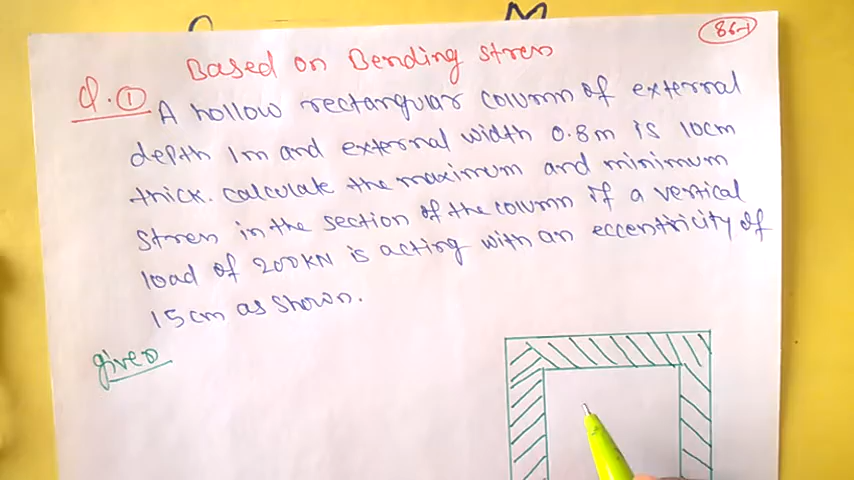 86-1
Based on Bending Stress
Q.① A hollow rectangular column of external
depth 1m and external width 0.8m is 10cm
thick. calculate the maximum and minimum
stress in the section of the column if a vertical
load of 200KN is acting with an eccentricity of
15cm as shown.
given